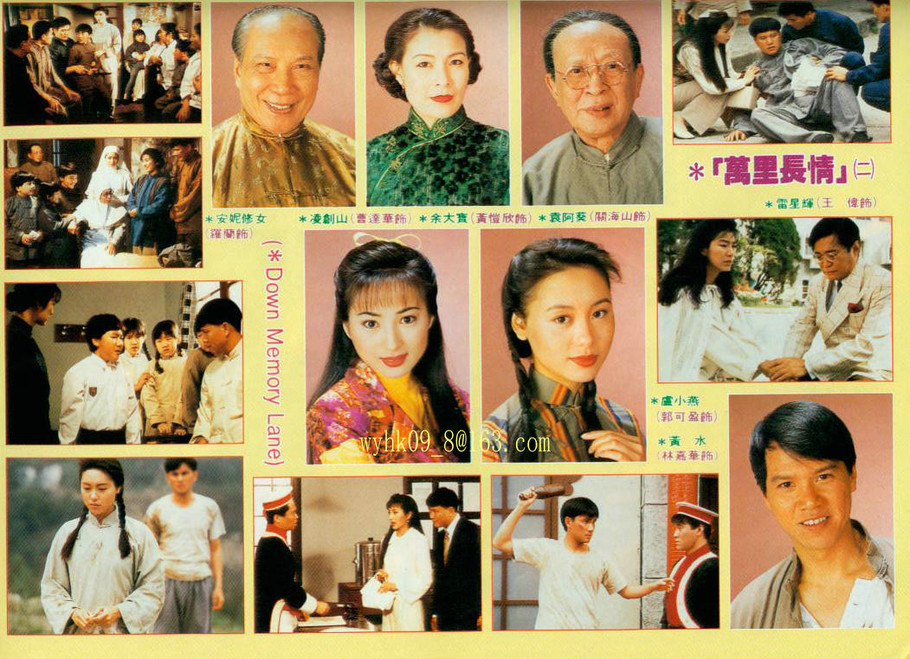 ＊「萬里長情」㈡
＊安妮修女
(羅蘭飾)
＊凌創山(曹達華飾)
＊余大寶(黃愷欣飾)
＊袁阿葵(關海山飾)
＊雷星輝(王　偉飾)
(＊Down Memory Lane)
＊盧小燕
(郭可盈飾)
＊黃　水
(林嘉華飾)
wyhk09_8@163.com